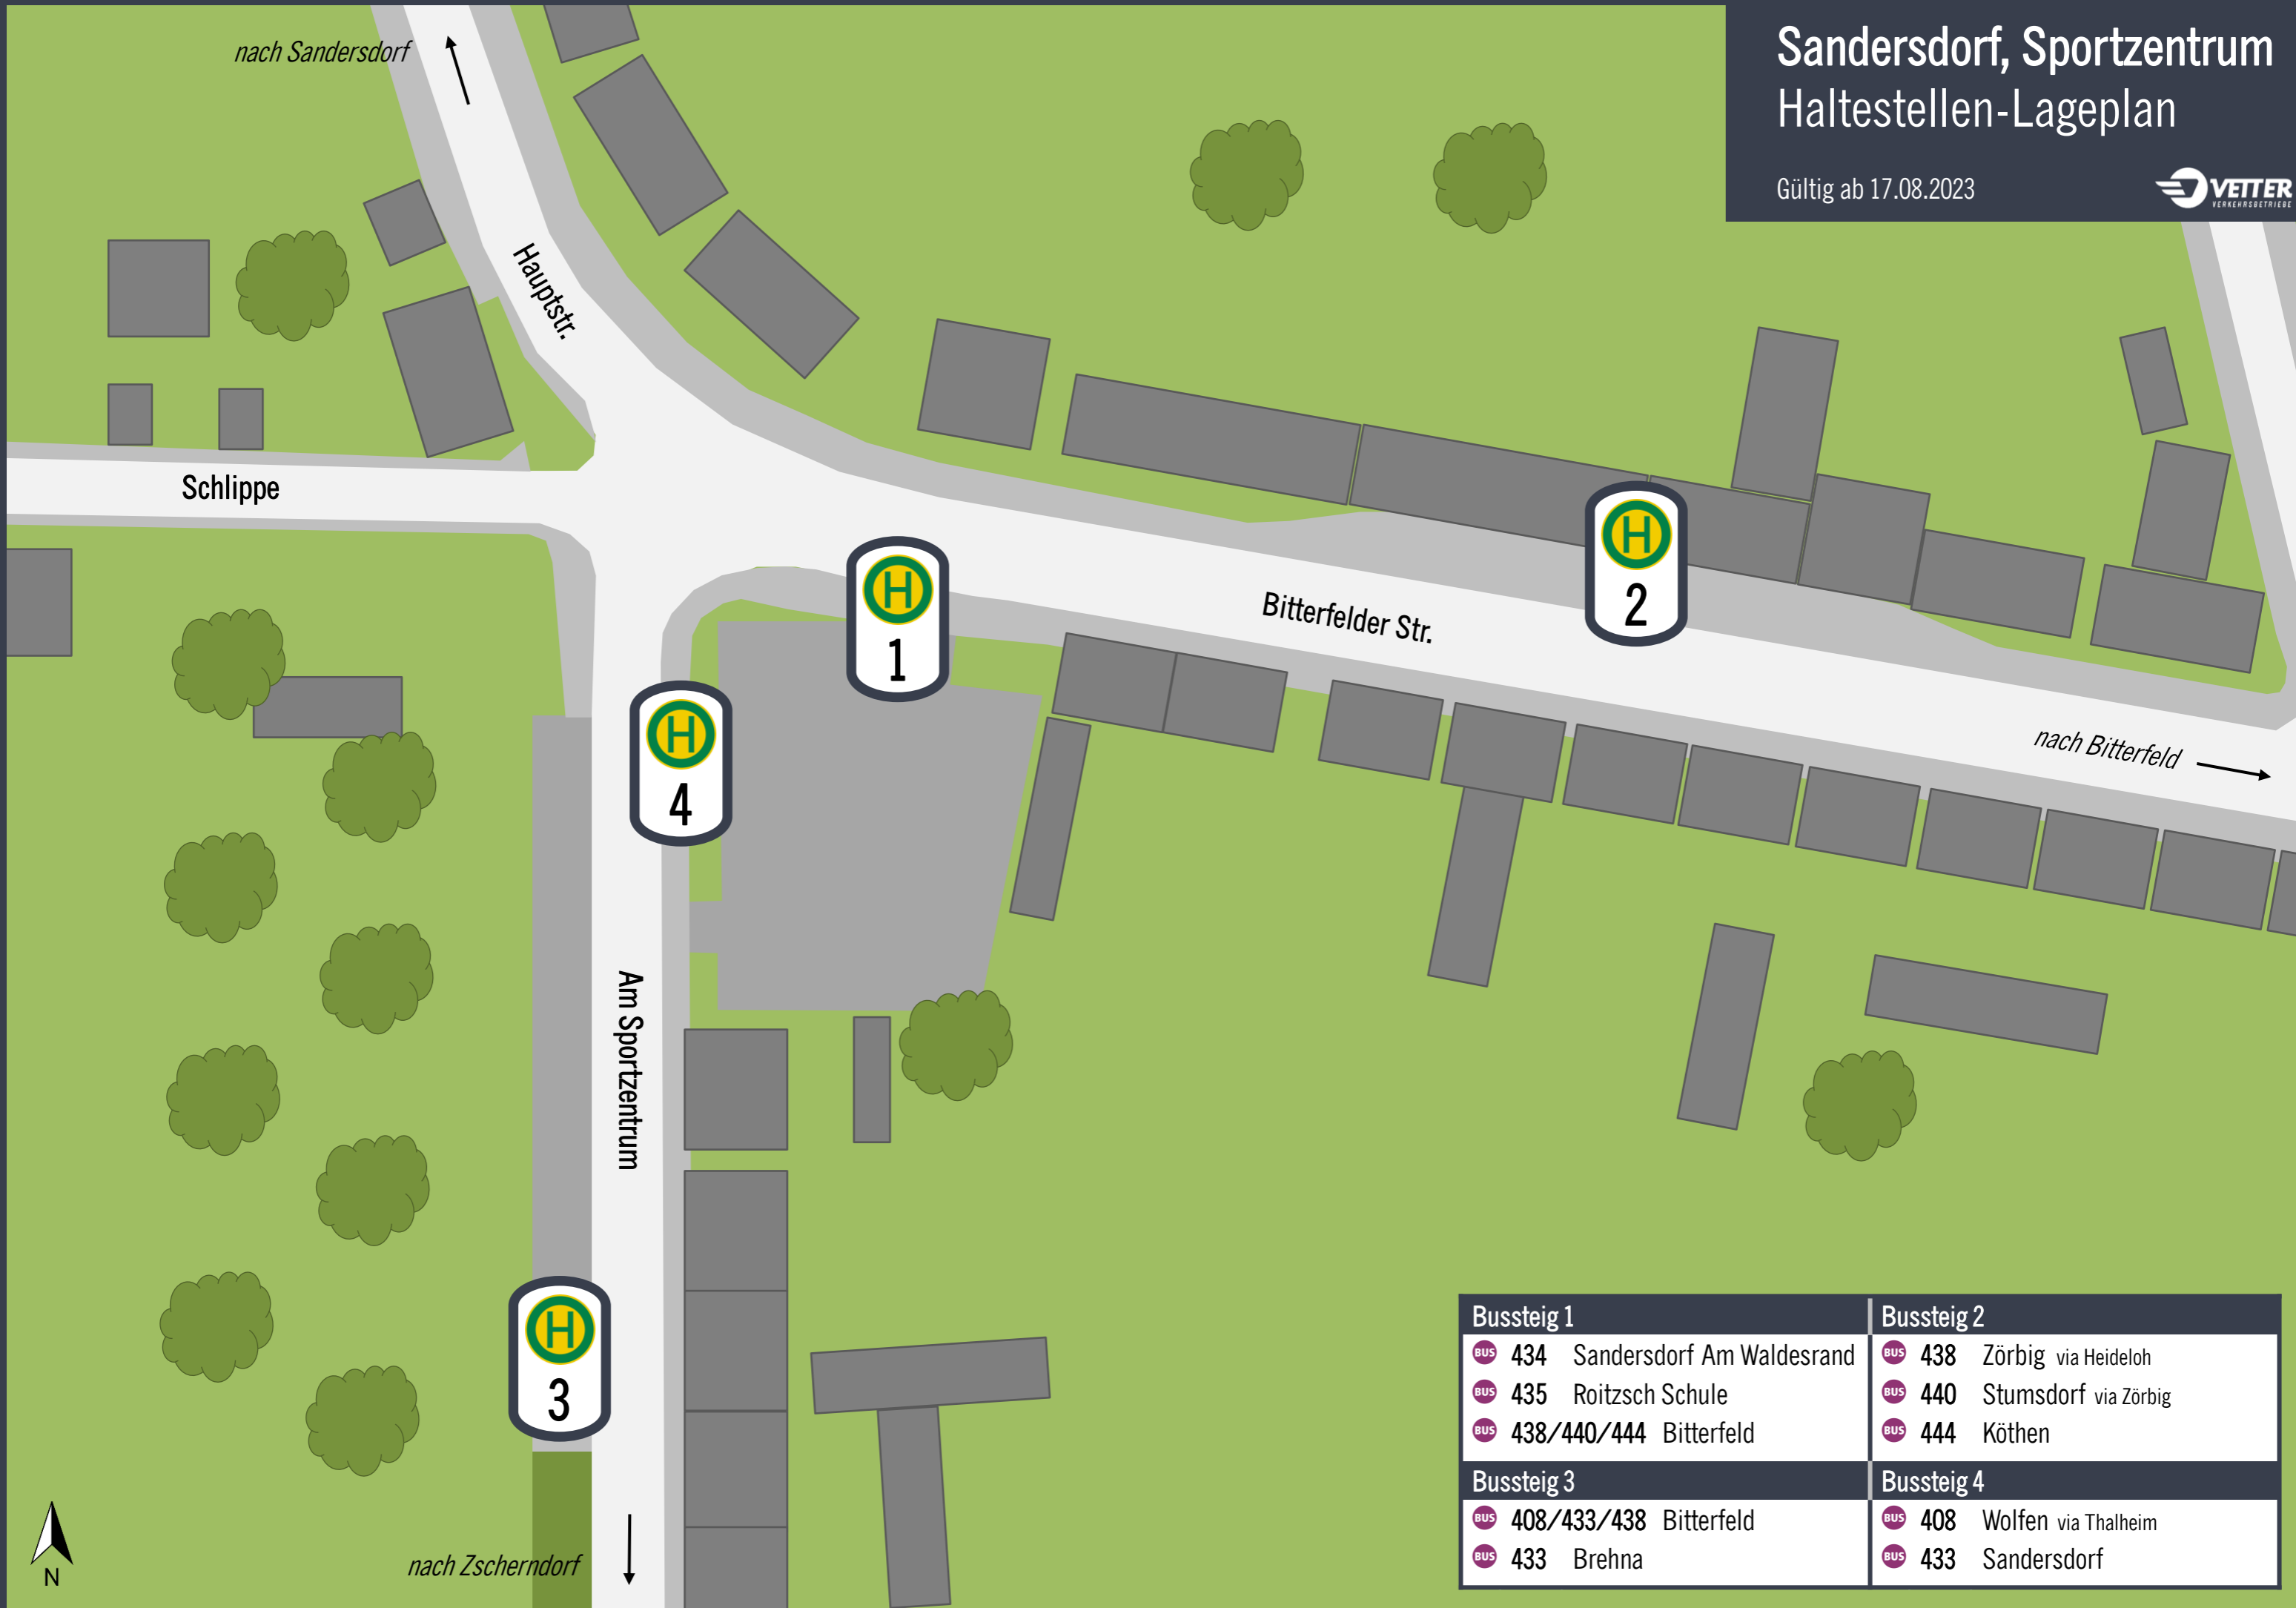 Sandersdorf, Sportzentrum
Haltestellen-Lageplan
Gültig ab 17.08.2023
VETTER
VERKEHRSBETRIEBE
nach Sandersdorf
Hauptstr.
Schlippe
H
1
H
2
Bitterfelder Str.
nach Bitterfeld
H
4
Am Sportzentrum
H
3
nach Zscherndorf
N
Bussteig 1
BUS 434 Sandersdorf Am Waldesrand
BUS 435 Roitzsch Schule
BUS 438/440/444 Bitterfeld
Bussteig 2
BUS 438 Zörbig via Heideloh
BUS 440 Stumsdorf via Zörbig
BUS 444 Köthen
Bussteig 3
BUS 408/433/438 Bitterfeld
BUS 433 Brehna
Bussteig 4
BUS 408 Wolfen via Thalheim
BUS 433 Sandersdorf